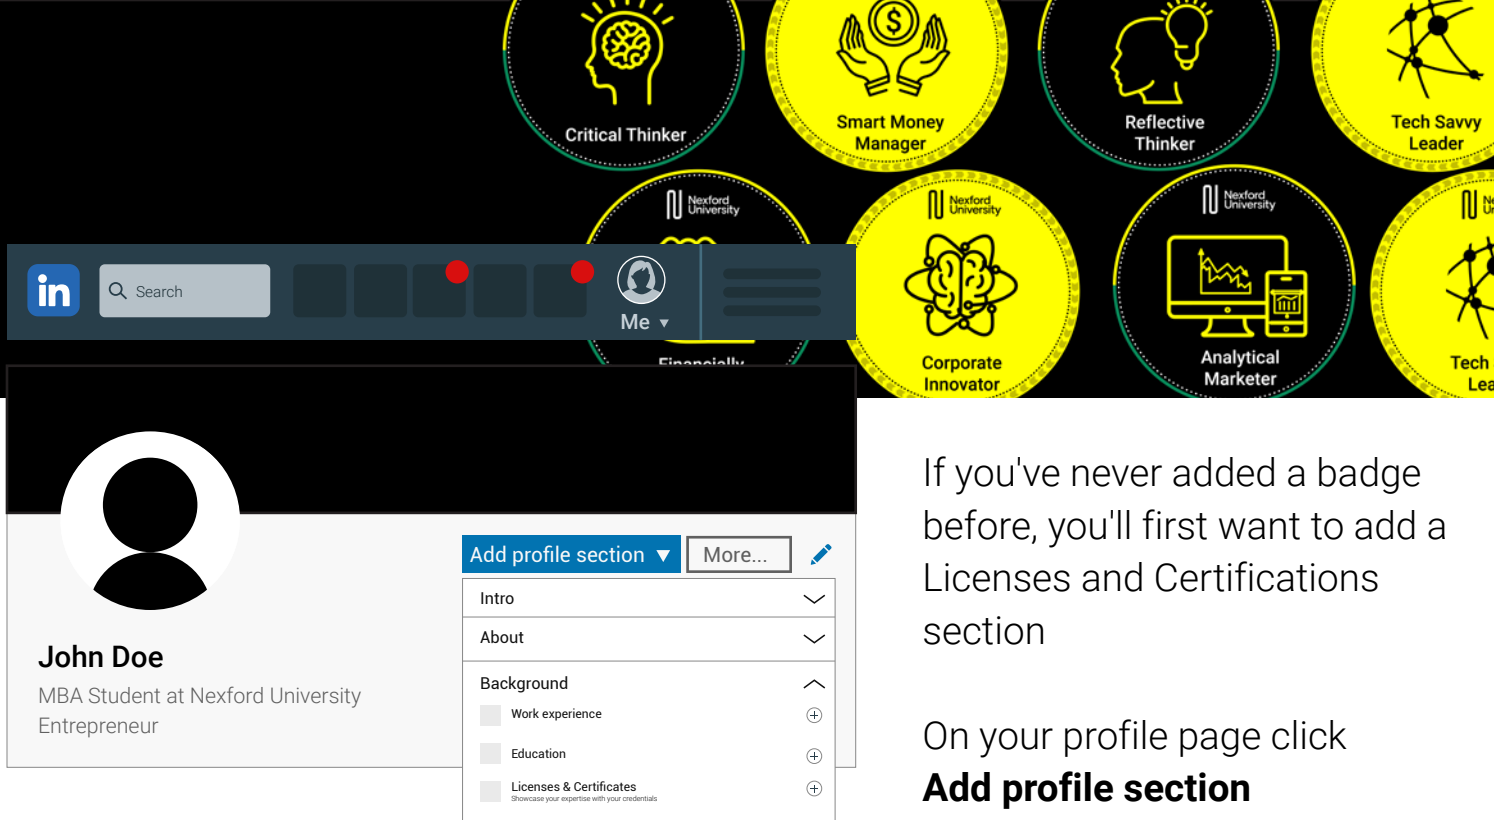 Critical Thinker
Smart Money
Manager
Reflective
Thinker
Tech Savvy
Leader
Nexford
University
Financially
Nexford
University
Corporate
Innovator
Nexford
University
Analytical
Marketer
Tech
in
Search
Me
John Doe
MBA Student at Nexford University
Entrepreneur
Add profile section
More...
Intro
About
Background
Work experience
Education
Licenses & Certificates
Showcase your expertise with your credentials
If you've never added a badge
before, you'll first want to add a
Licenses and Certifications
section
On your profile page click
Add profile section